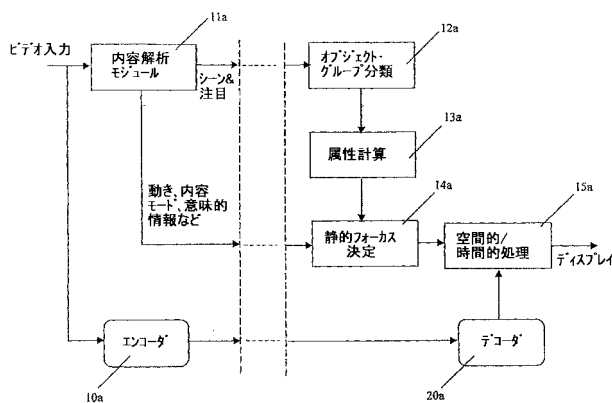 11a
12a
ビデオ入力
内容解析
モジュール
シーン&
注目
オブジェクト-
グループ分類
13a
属性計算
14a
15a
動き、内容
モード、意味的
情報など
静的フォーカス
決定
空間的/
時間的処理
ディスプレイ
エンコーダ
デコーダ
10a
20a